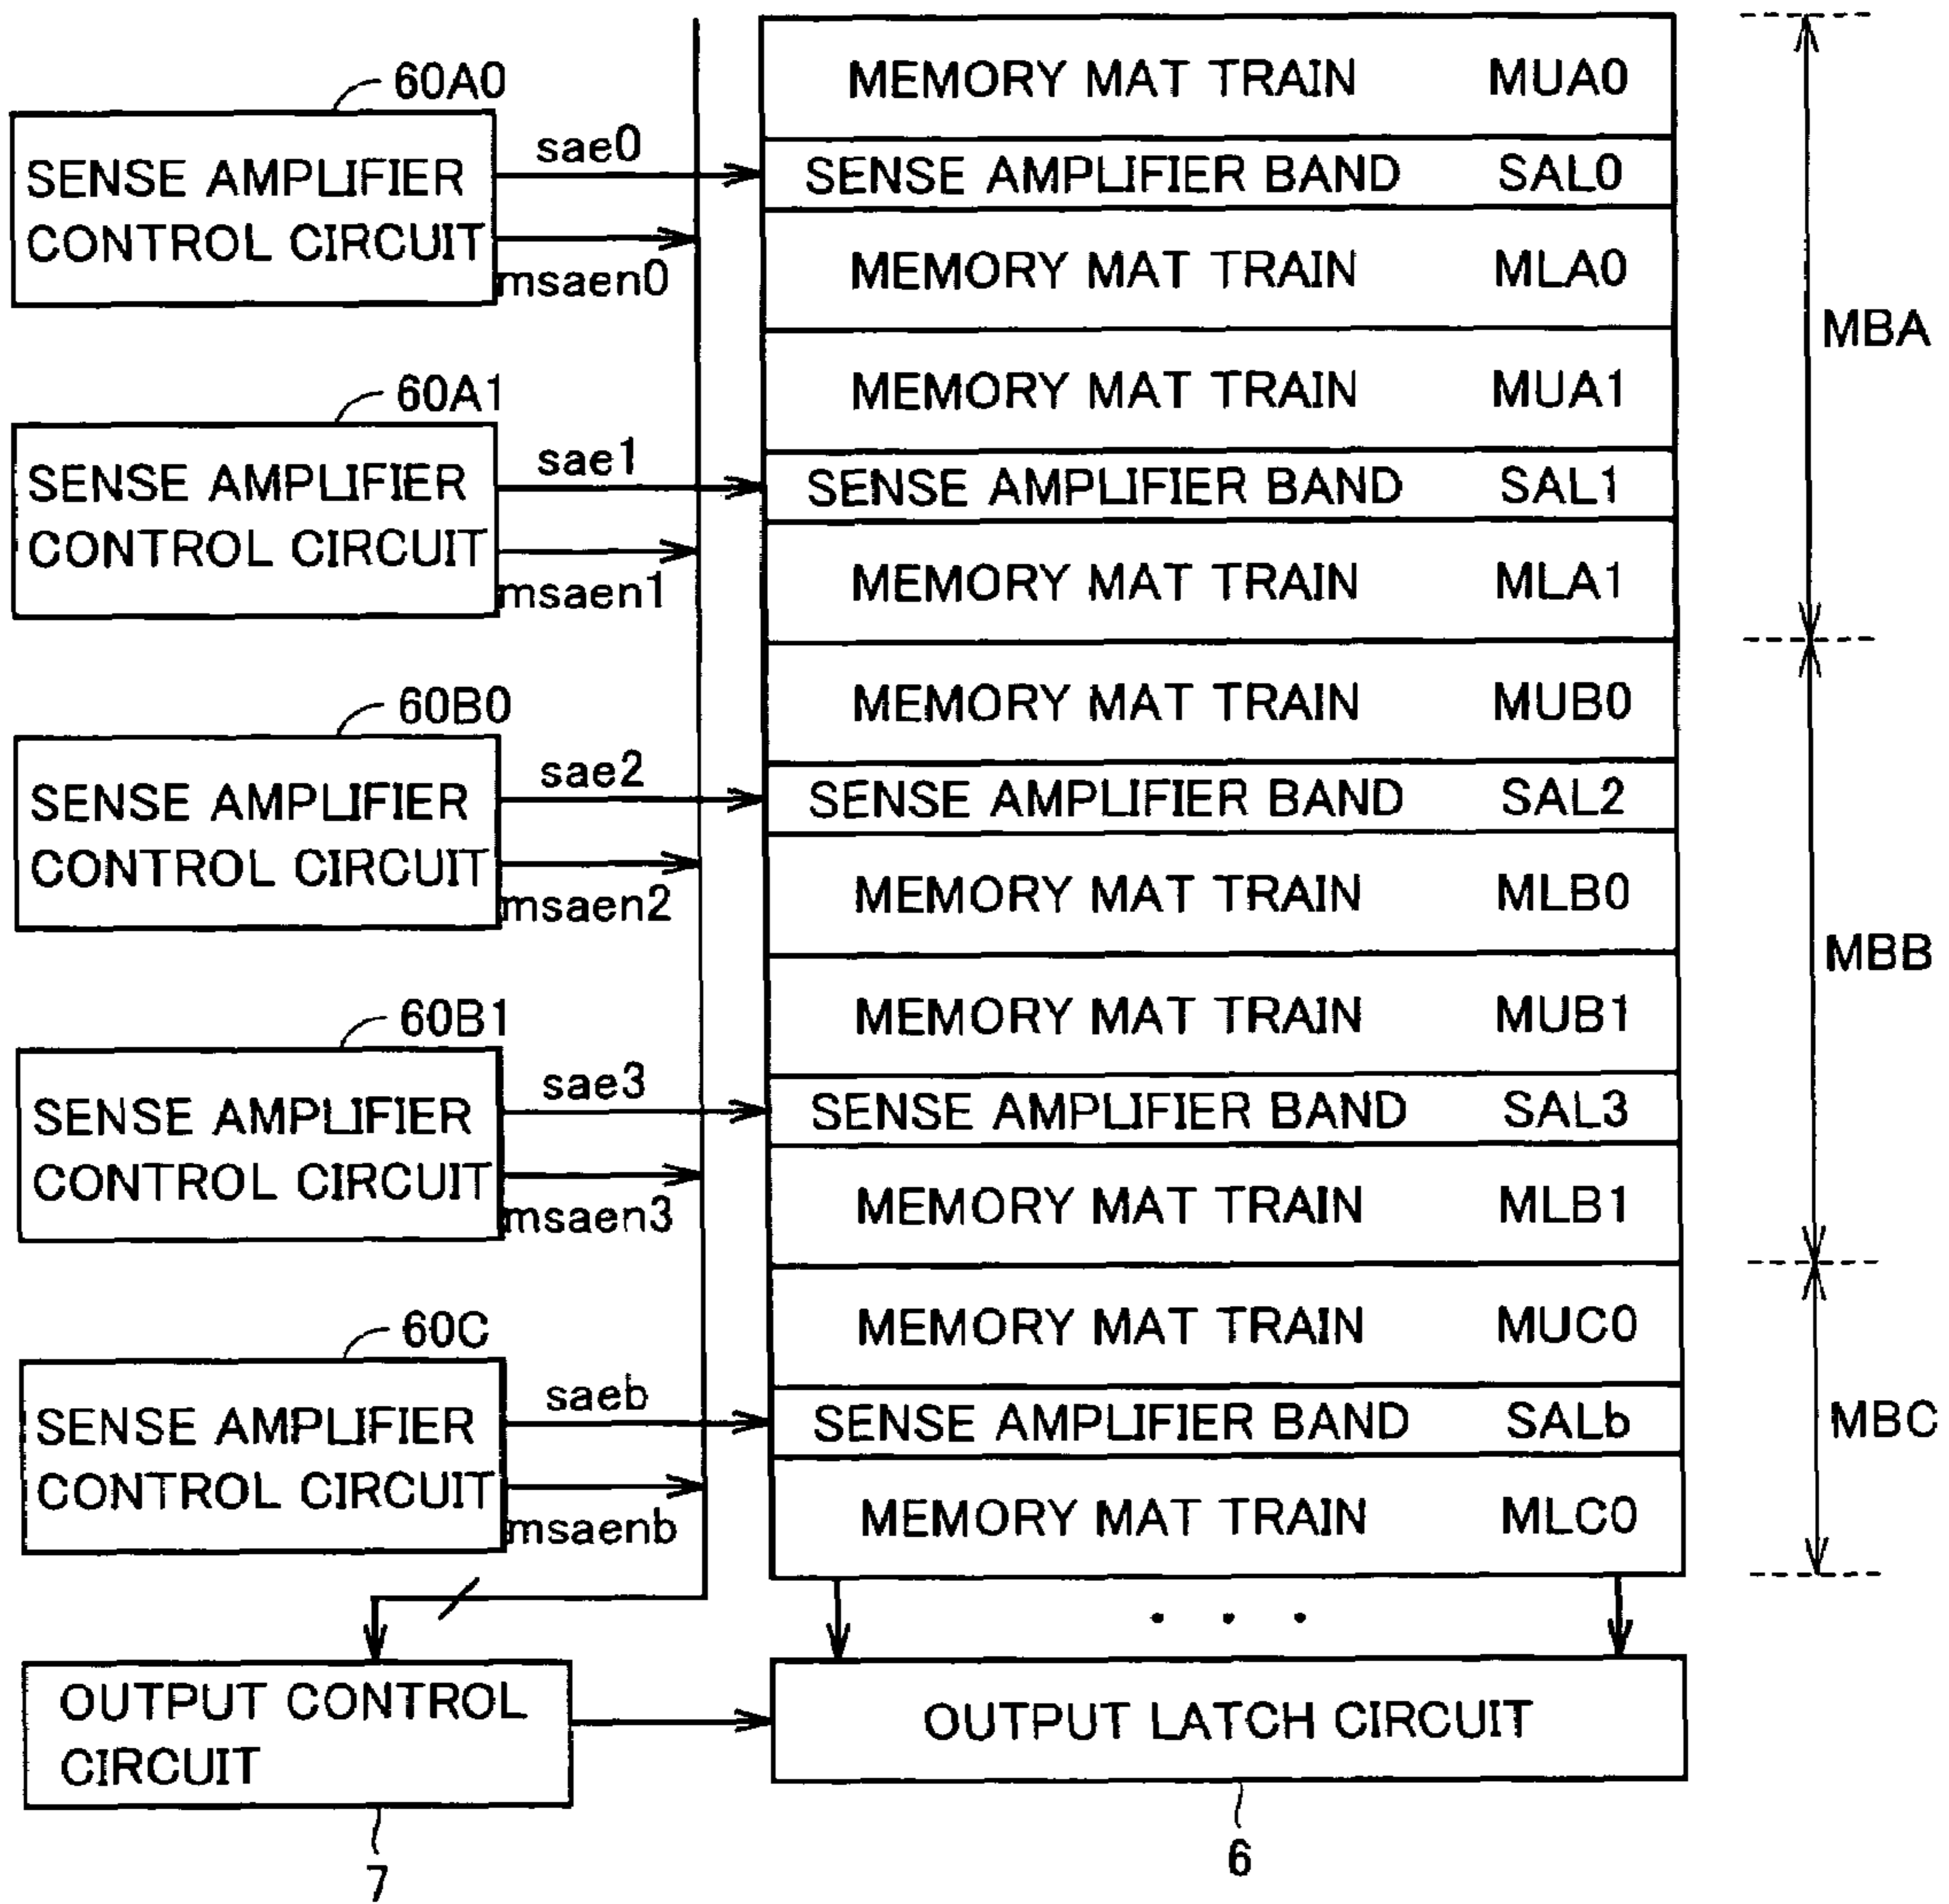 60A0
SENSE AMPLIFIER
CONTROL CIRCUIT
sae0
msaen0
60A1
SENSE AMPLIFIER
CONTROL CIRCUIT
sae1
msaen1
60B0
SENSE AMPLIFIER
CONTROL CIRCUIT
sae2
msaen2
60B1
SENSE AMPLIFIER
CONTROL CIRCUIT
sae3
msaen3
60C
SENSE AMPLIFIER
CONTROL CIRCUIT
saeb
msaenb
MEMORY MAT TRAIN MUA0
SENSE AMPLIFIER BAND SAL0
MEMORY MAT TRAIN MLA0
MEMORY MAT TRAIN MUA1
SENSE AMPLIFIER BAND SAL1
MEMORY MAT TRAIN MLA1
MEMORY MAT TRAIN MUB0
SENSE AMPLIFIER BAND SAL2
MEMORY MAT TRAIN MLB0
MEMORY MAT TRAIN MUB1
SENSE AMPLIFIER BAND SAL3
MEMORY MAT TRAIN MLB1
MEMORY MAT TRAIN MUC0
SENSE AMPLIFIER BAND SALb
MEMORY MAT TRAIN MLC0
MBA
MBB
MBC
. . .
OUTPUT CONTROL
CIRCUIT
7
OUTPUT LATCH CIRCUIT
6